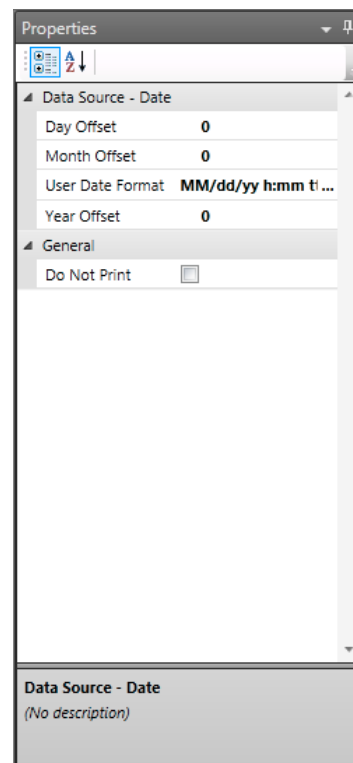 Properties
Data Source - Date
Day Offset 0
Month Offset 0
User Date Format MM/dd/yy h:mm tt...
Year Offset 0
General
Do Not Print
Data Source - Date
(No description)